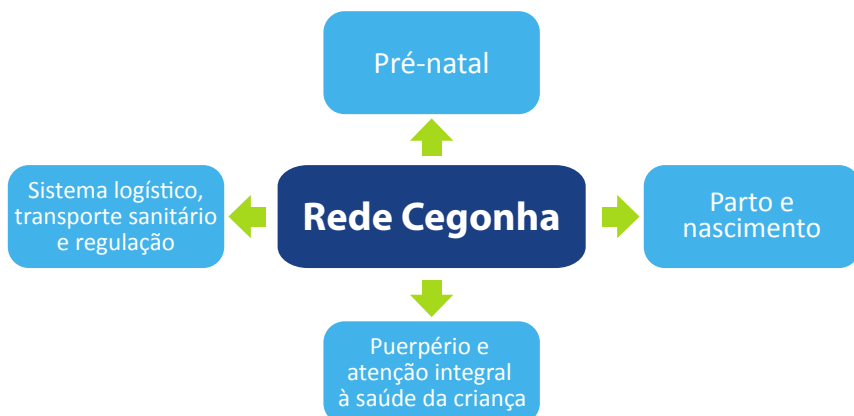 Pré-natal
Sistema logístico,
transporte sanitário
e regulação
Rede Cegonha
Parto e
nascimento
Puerpério e
atenção integral
à saúde da criança